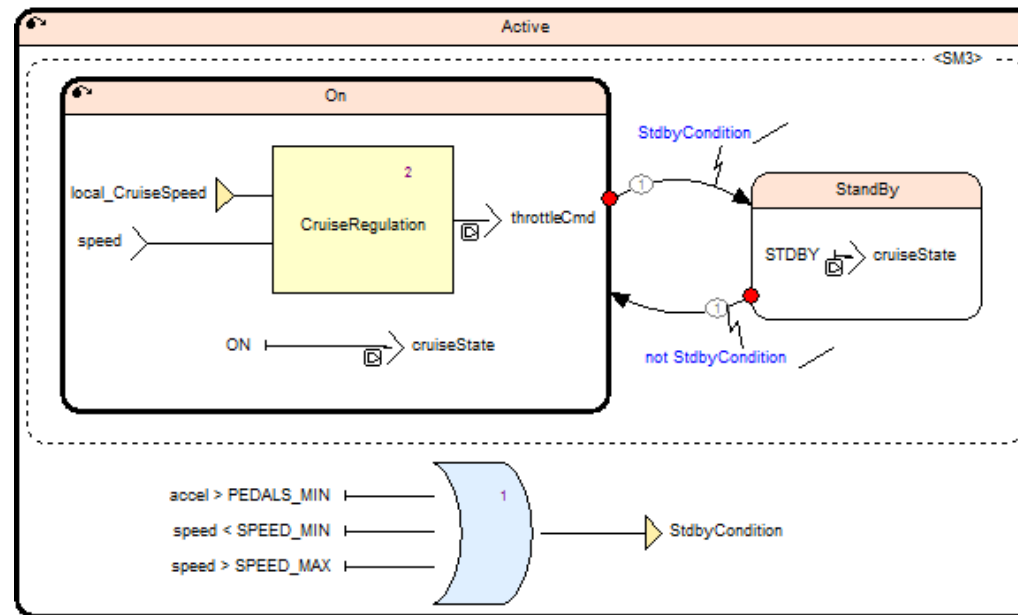 Active
<SM3>
On
2
local_CruiseSpeed
CruiseRegulation
throttleCmd
speed
ON
cruiseState
StdbyCondition
1
StandBy
STDBY
cruiseState
1
not StdbyCondition
accel > PEDALS_MIN
1
speed < SPEED_MIN
StdbyCondition
speed > SPEED_MAX